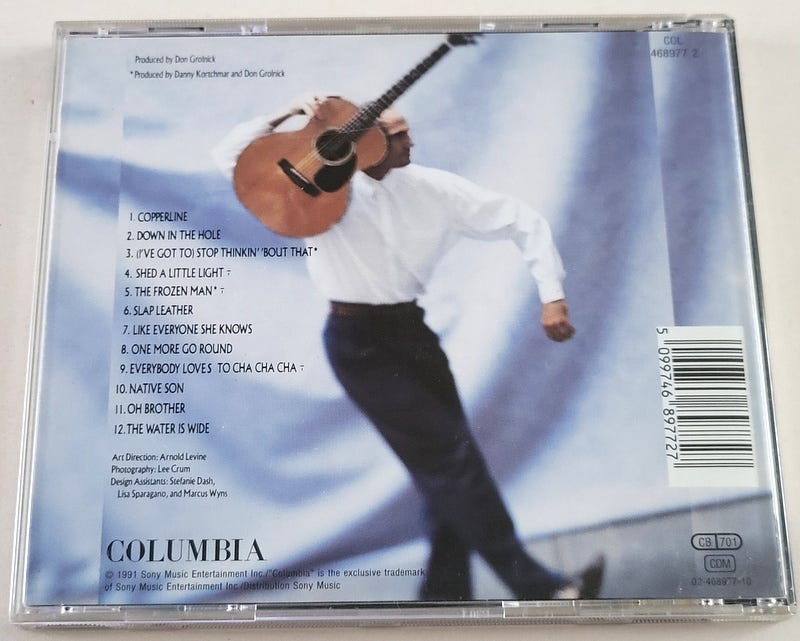 Produced by Don Grolnick
*Produced by Danny Kortchmar and Don Grolnick
COL
468977 2
1. COPPERLINE
2. DOWN IN THE HOLE
3. (I'VE GOT TO) STOP THINKIN' 'BOUT THAT*
4. SHED A LITTLE LIGHT ÷
5. THE FROZEN MAN* ÷
6. SLAP LEATHER
7. LIKE EVERYONE SHE KNOWS
8. ONE MORE GO ROUND
9. EVERYBODY LOVES TO CHA CHA CHA ÷
10. NATIVE SON
11. OH BROTHER
12. THE WATER IS WIDE
Art Direction: Arnold Levine
Photography: Lee Crum
Design Assistants: Stefanie Dash,
Lisa Sparagano, and Marcus Wyns
5 099746 897727
COLUMBIA
© 1991 Sony Music Entertainment Inc./"Columbia" is the exclusive trademark
of Sony Music Entertainment Inc./Distribution Sony Music
CB 701
CDM
02-468977-10